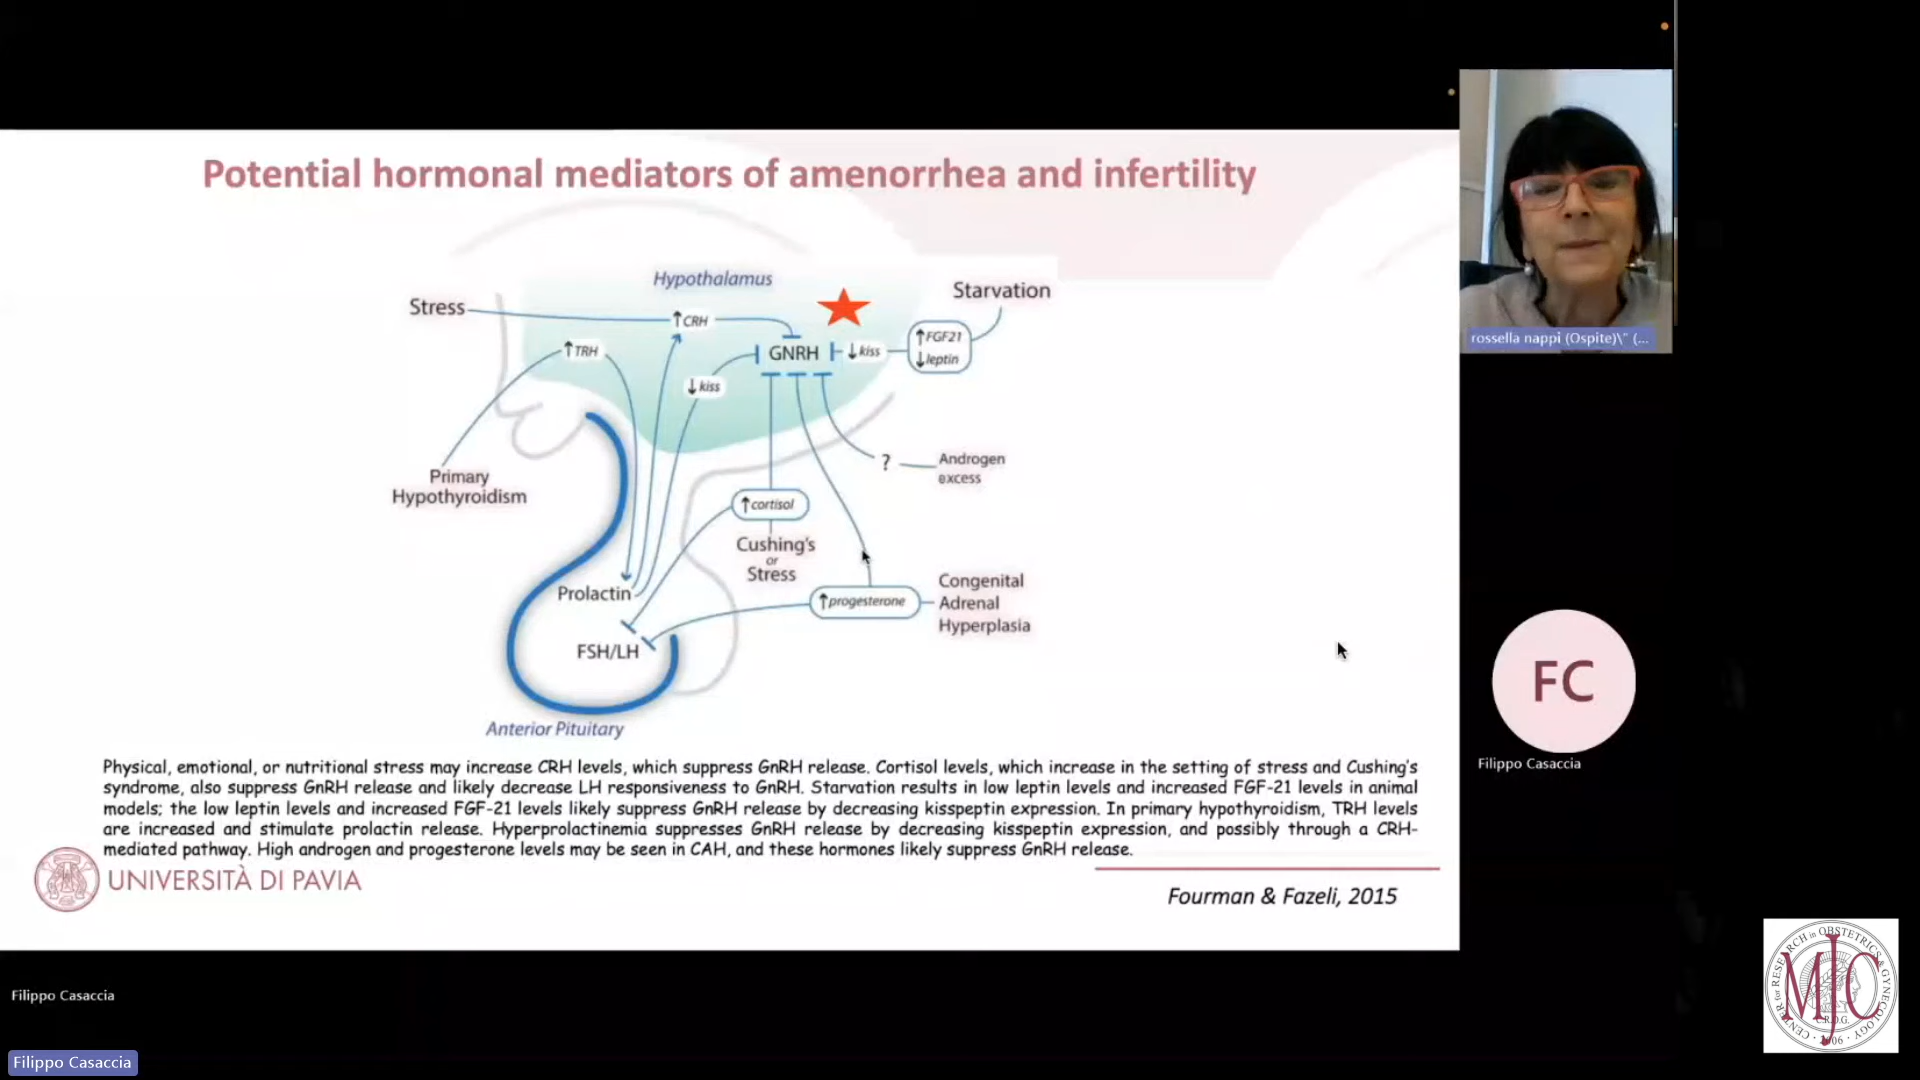 Potential hormonal mediators of amenorrhea and infertility
Hypothalamus
Stress
↑CRH
Starvation
↑TRH
GNRH
↓kiss
↑FGF21
↓leptin
↓kiss
Primary
Hypothyroidism
?
Androgen
excess
↑cortisol
Cushing's
or
Stress
Prolactin
↑progesterone
Congenital
Adrenal
Hyperplasia
FSH/LH
Anterior Pituitary
Physical, emotional, or nutritional stress may increase CRH levels, which suppress GnRH release. Cortisol levels, which increase in the setting of stress and Cushing's
syndrome, also suppress GnRH release and likely decrease LH responsiveness to GnRH. Starvation results in low leptin levels and increased FGF-21 levels in animal
models; the low leptin levels and increased FGF-21 levels likely suppress GnRH release by decreasing kisspeptin expression. In primary hypothyroidism, TRH levels
are increased and stimulate prolactin release. Hyperprolactinemia suppresses GnRH release by decreasing kisspeptin expression, and possibly through a CRH-
mediated pathway. High androgen and progesterone levels may be seen in CAH, and these hormones likely suppress GnRH release.
UNIVERSITÀ DI PAVIA
Fourman & Fazeli, 2015
rossella nappi (Ospite)\" (...
FC
Filippo Casaccia
Filippo Casaccia
Filippo Casaccia
CENTER for RESEARCH in OBSTETRICS & GYNECOLOGY
MJC
C.R.O.G.